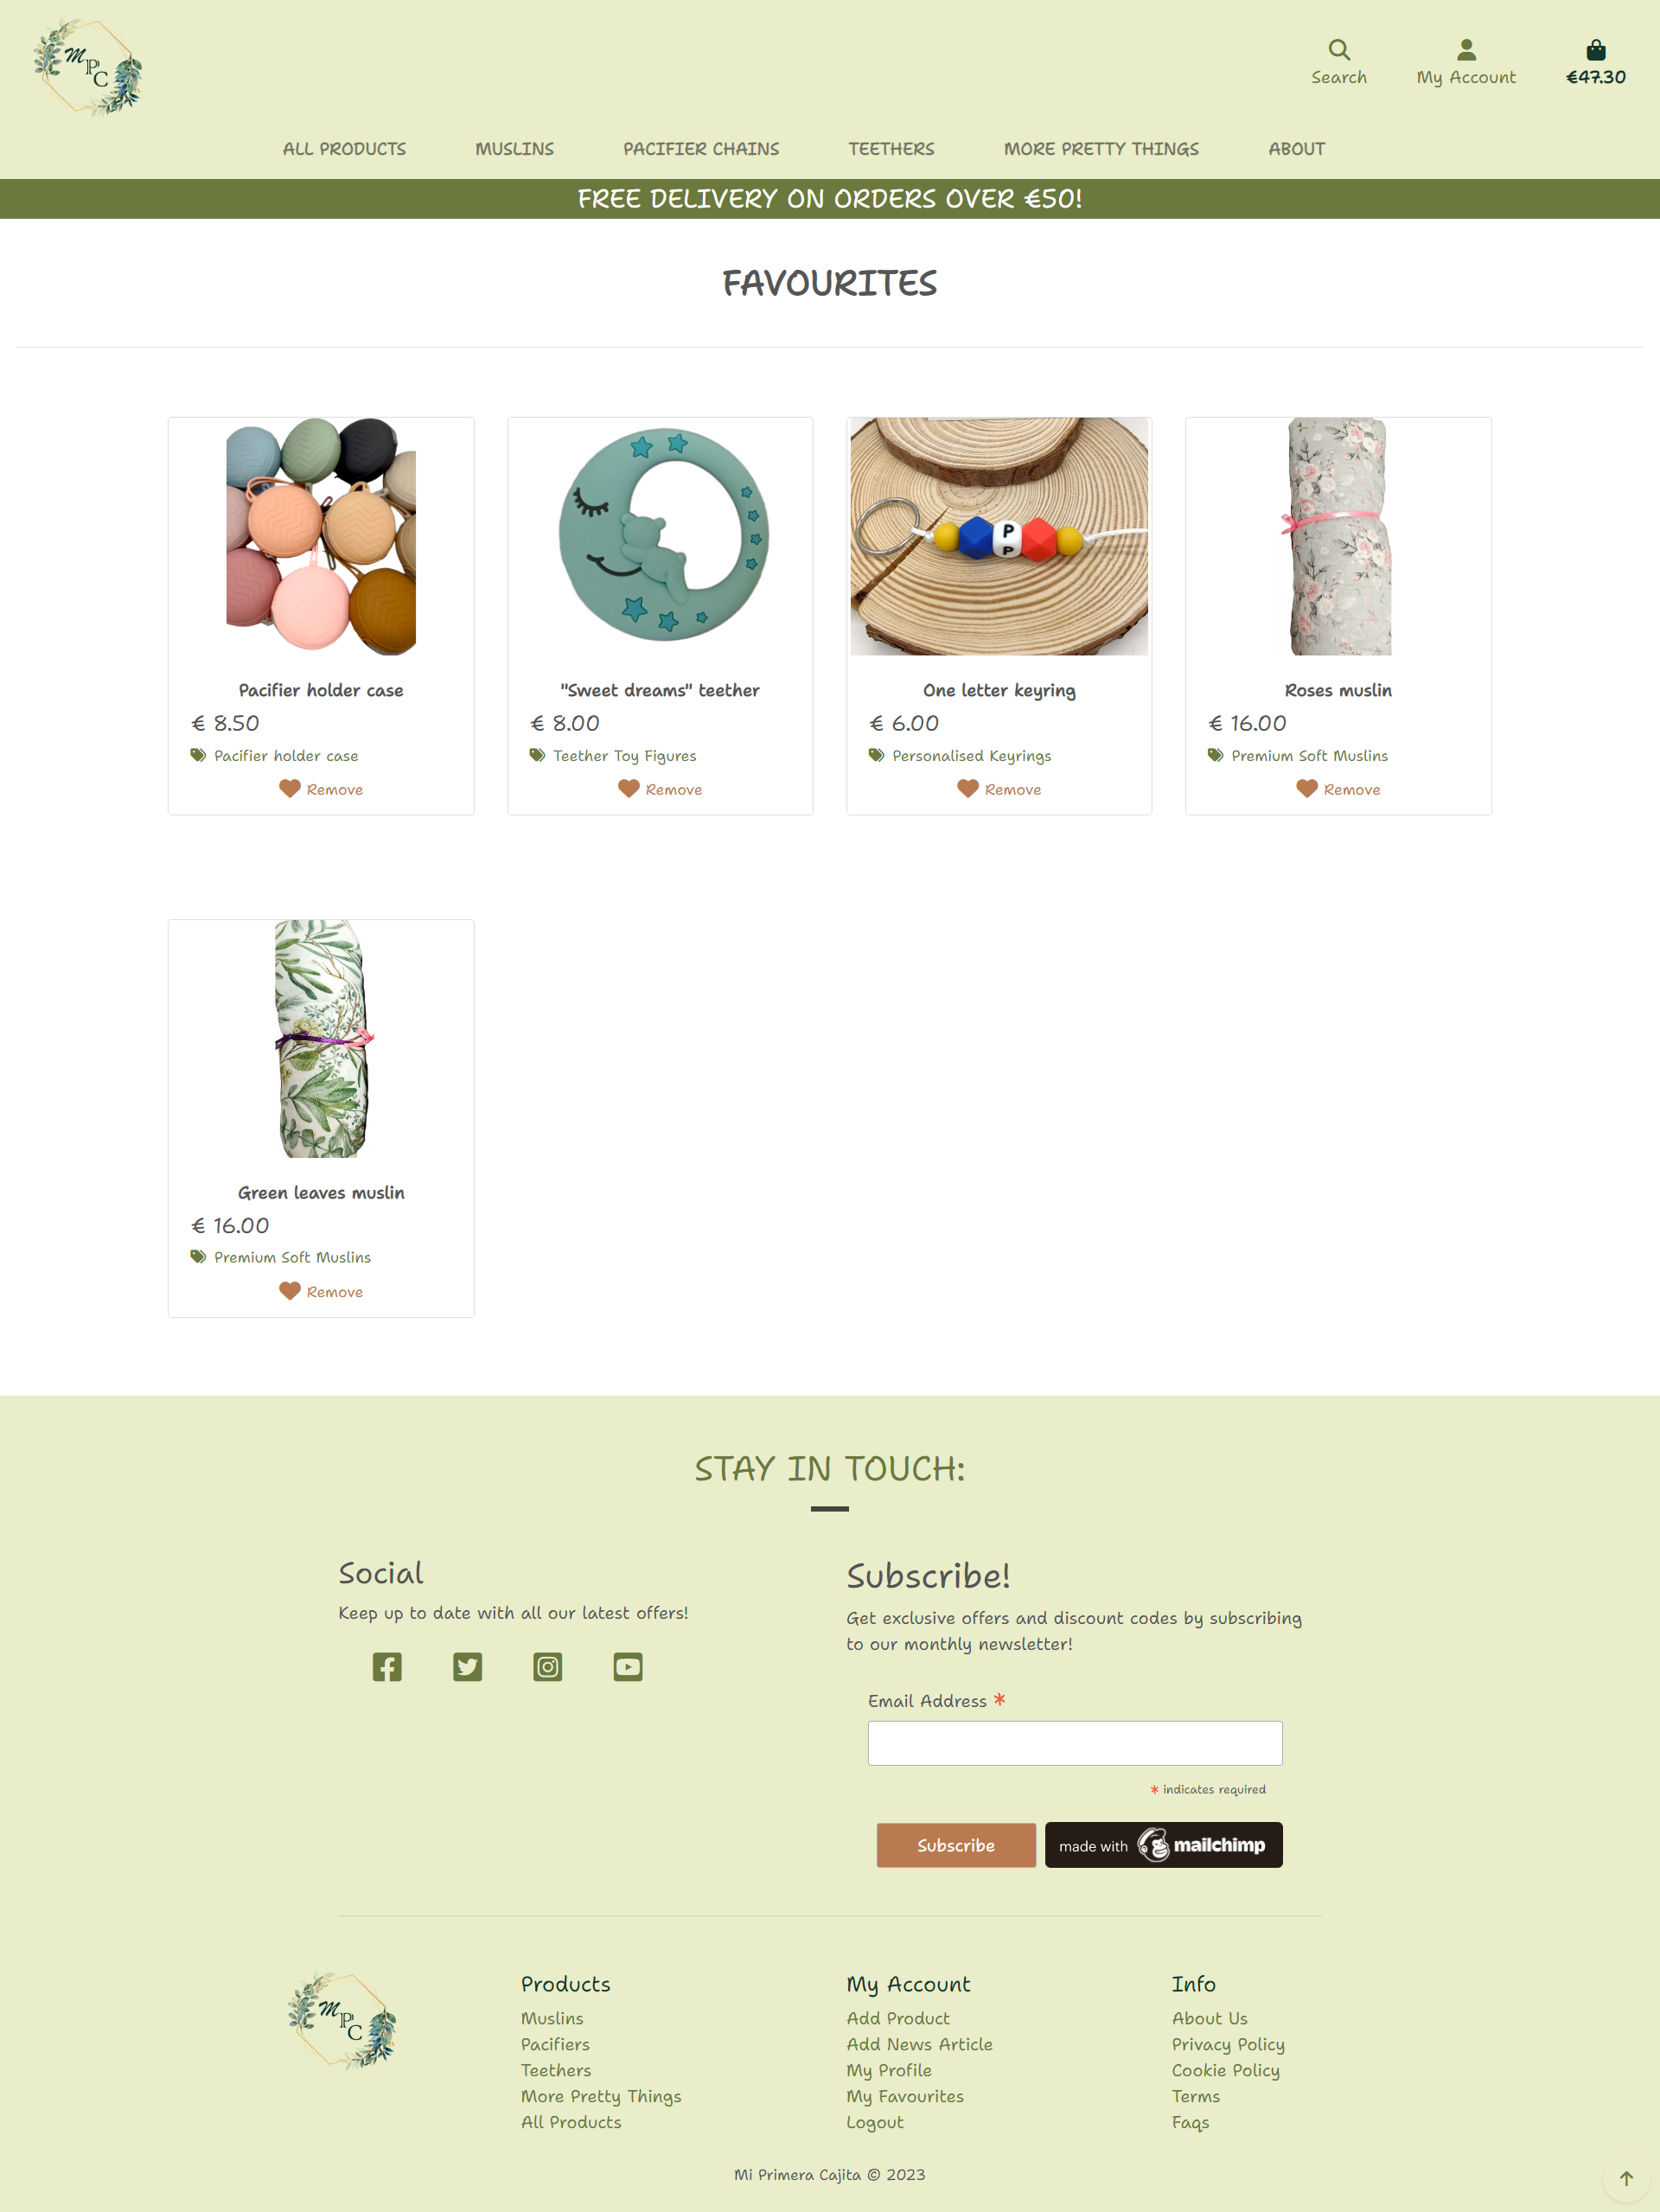 M
P
C
Search
My Account
€47.30
ALL PRODUCTS
MUSLINS
PACIFIER CHAINS
TEETHERS
MORE PRETTY THINGS
ABOUT
FREE DELIVERY ON ORDERS OVER €50!
FAVOURITES
P
P
Pacifier holder case
€ 8.50
Pacifier holder case
Remove
"Sweet dreams" teether
€ 8.00
Teether Toy Figures
Remove
One letter keyring
€ 6.00
Personalised Keyrings
Remove
Roses muslin
€ 16.00
Premium Soft Muslins
Remove
Green leaves muslin
€ 16.00
Premium Soft Muslins
Remove
STAY IN TOUCH:
Social
Keep up to date with all our latest offers!
Subscribe!
Get exclusive offers and discount codes by subscribing
to our monthly newsletter!
Email Address *
* indicates required
Subscribe
made with mailchimp
M
P
C
Products
Muslins
Pacifiers
Teethers
More Pretty Things
All Products
My Account
Add Product
Add News Article
My Profile
My Favourites
Logout
Info
About Us
Privacy Policy
Cookie Policy
Terms
Faqs
Mi Primera Cajita © 2023